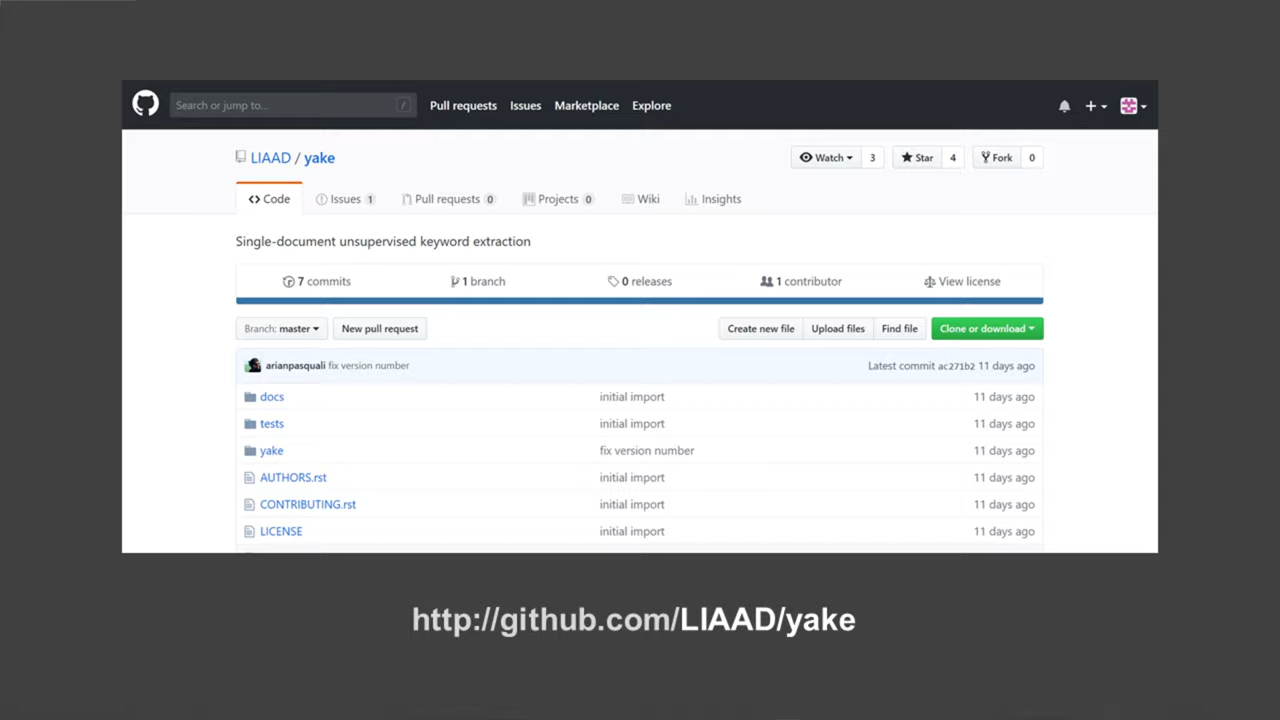 Search or jump to... /
Pull requests Issues Marketplace Explore
LIAAD / yake
Watch 3 Star 4 Fork 0
Code Issues 1 Pull requests 0 Projects 0 Wiki Insights
Single-document unsupervised keyword extraction
7 commits 1 branch 0 releases 1 contributor View license
Branch: master New pull request Create new file Upload files Find file Clone or download
arianpasquali fix version number Latest commit ac271b2 11 days ago
docs initial import 11 days ago
tests initial import 11 days ago
yake fix version number 11 days ago
AUTHORS.rst initial import 11 days ago
CONTRIBUTING.rst initial import 11 days ago
LICENSE initial import 11 days ago
http://github.com/LIAAD/yake